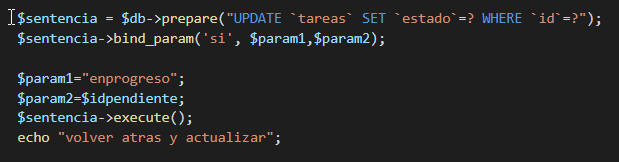 $sentencia = $db->prepare("UPDATE `tareas` SET `estado`=? WHERE `id`=?");
$sentencia->bind_param('si', $param1,$param2);
$param1="enprogreso";
$param2=$idpendiente;
$sentencia->execute();
echo "volver atras y actualizar";